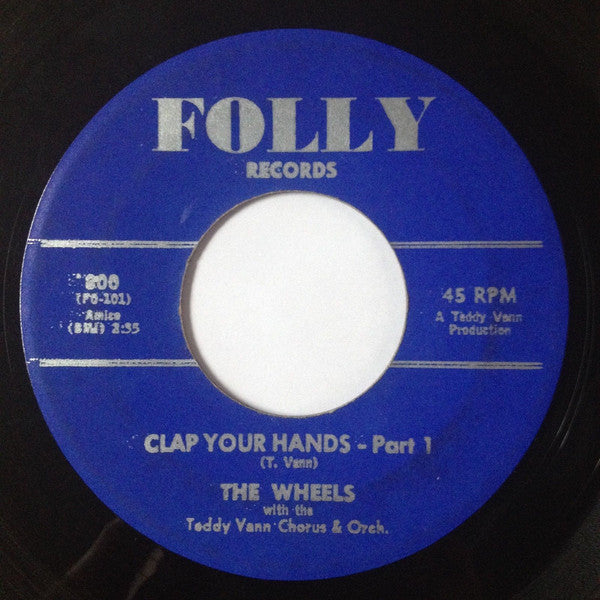 FOLLY
RECORDS
800
(FO-101)
Amico
(BMI) 2:35
45 RPM
A Teddy Vann
Production
CLAP YOUR HANDS - Part 1
(T. Vann)
THE WHEELS
with the
Teddy Vann Chorus & Orch.